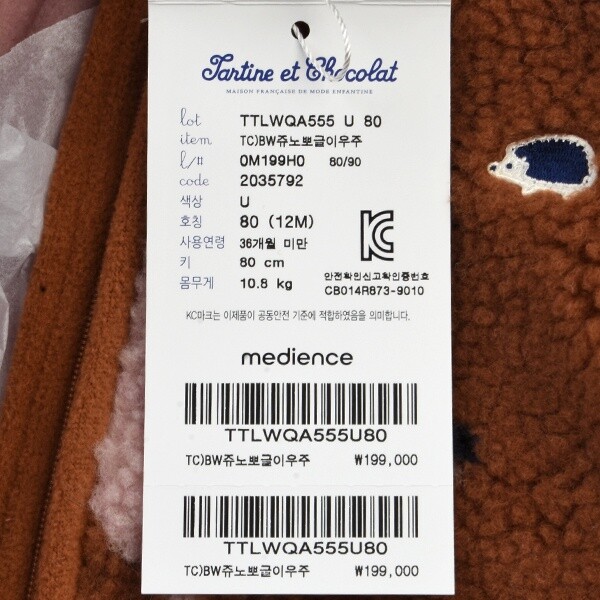 Tartine et Chocolat
MAISON FRANÇAISE DE MODE ENFANTINE
lot TTLWQA555 U 80
item TC)BW쥬노뽀글이우주
l/# 0M199H0 80/90
code 2035792
색상 U
호칭 80 (12M)
사용연령 36개월 미만
키 80 cm
몸무게 10.8 kg
안전확인신고확인증번호
CB014R873-9010
KC마크는 이제품이 공동안전 기준에 적합하였음을 의미합니다.
medience
TTLWQA555U80
TC)BW쥬노뽀글이우주 ₩199,000
TTLWQA555U80
TC)BW쥬노뽀글이우주 ₩199,000